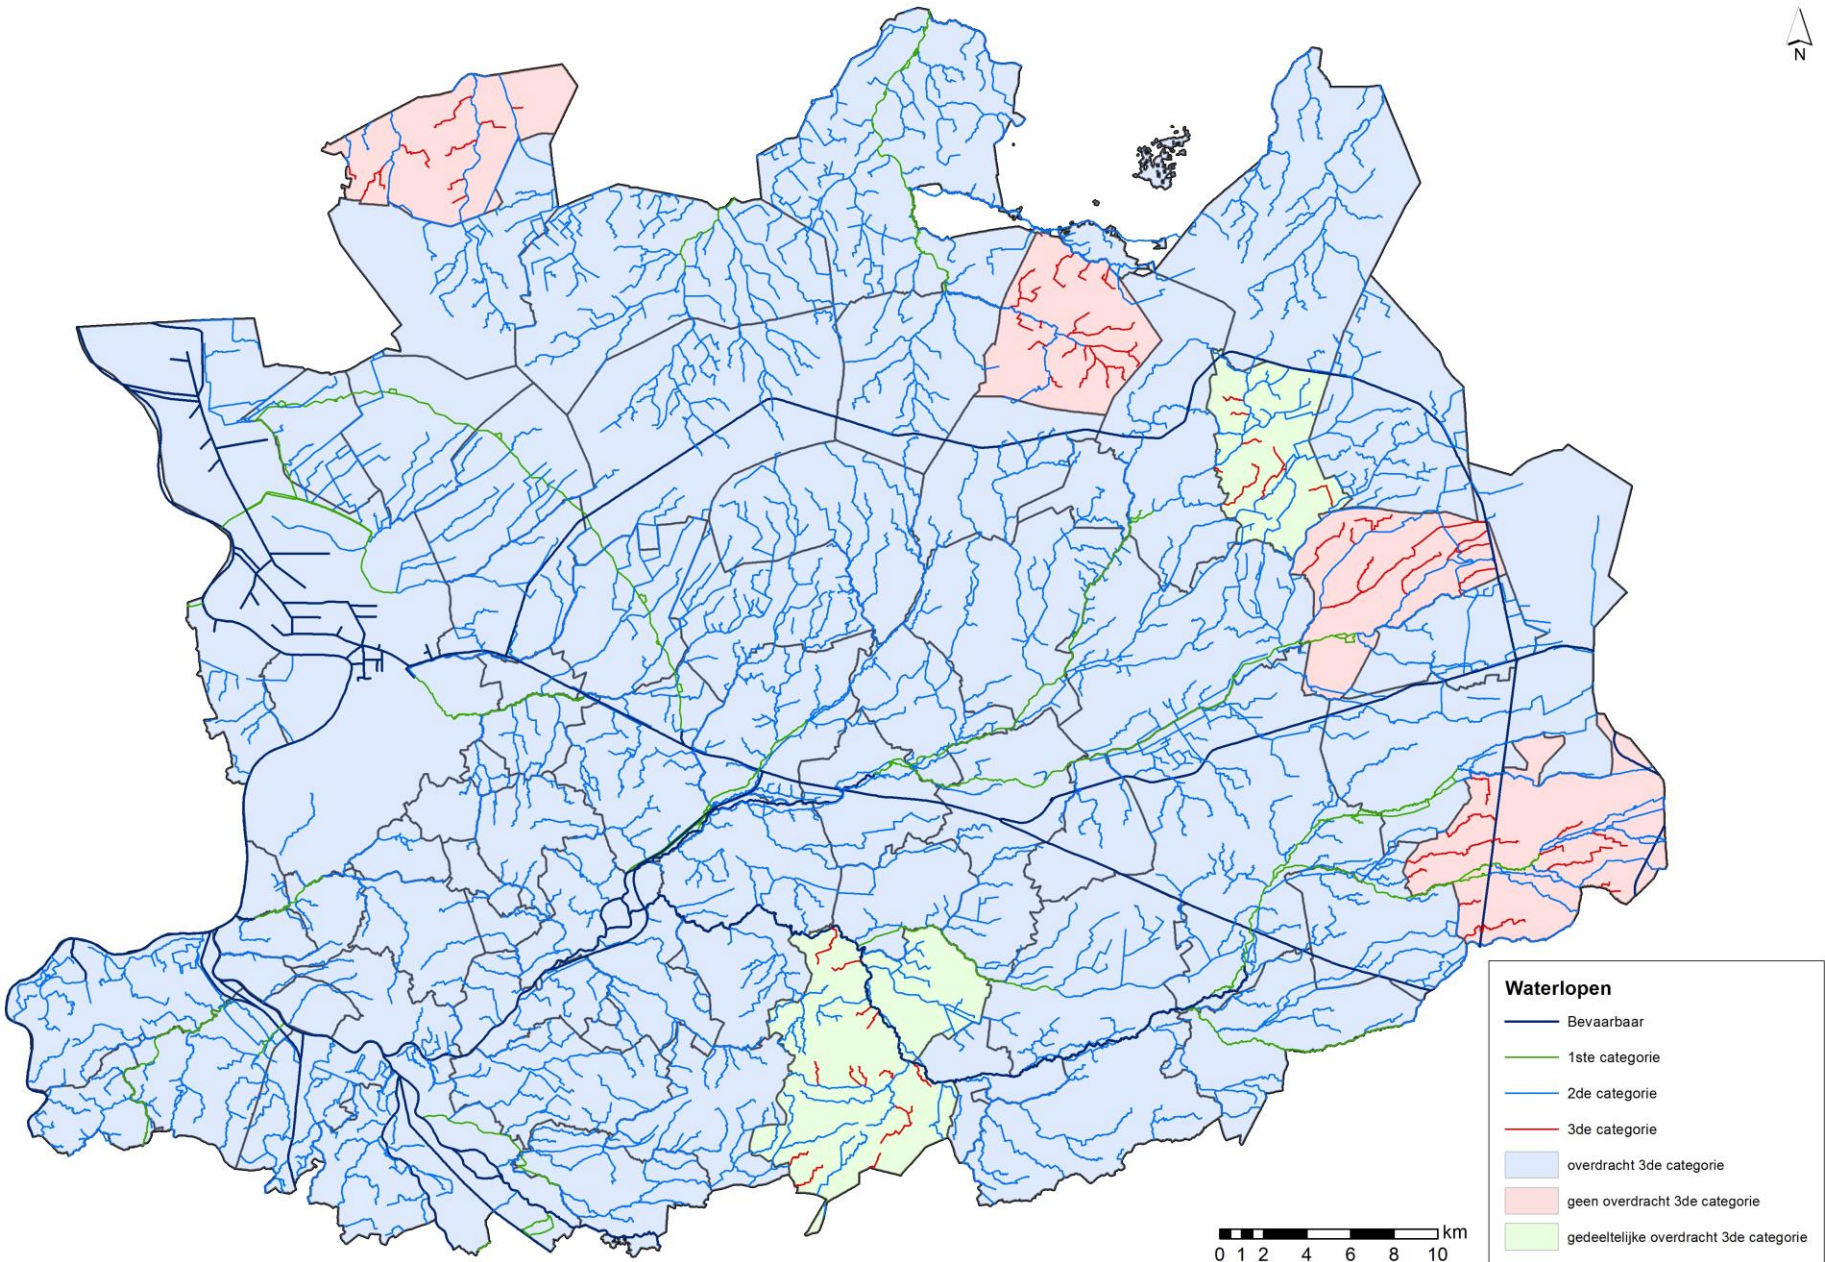 N
Waterlopen
Bevaarbaar
1ste categorie
2de categorie
3de categorie
overdracht 3de categorie
geen overdracht 3de categorie
gedeeltelijke overdracht 3de categorie
km
0 1 2 4 6 8 10